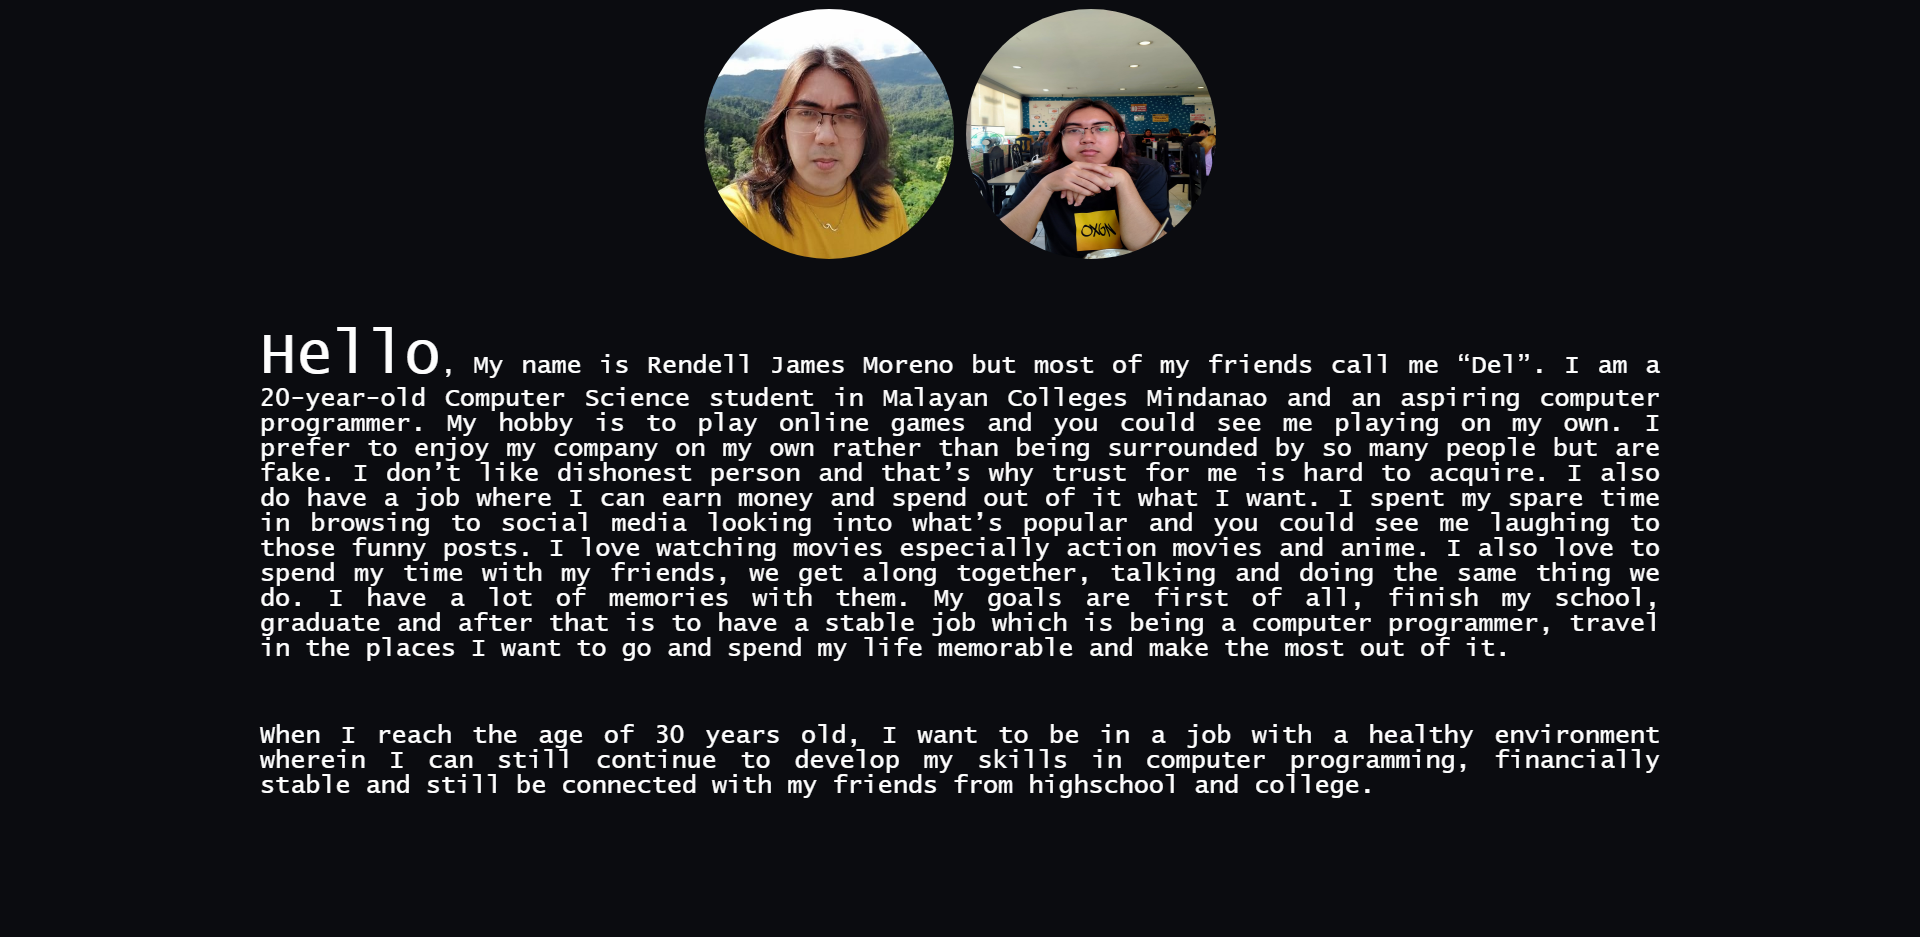 OXGN
Hello, My name is Rendell James Moreno but most of my friends call me “Del”. I am a
20-year-old Computer Science student in Malayan Colleges Mindanao and an aspiring computer
programmer. My hobby is to play online games and you could see me playing on my own. I
prefer to enjoy my company on my own rather than being surrounded by so many people but are
fake. I don’t like dishonest person and that’s why trust for me is hard to acquire. I also
do have a job where I can earn money and spend out of it what I want. I spent my spare time
in browsing to social media looking into what’s popular and you could see me laughing to
those funny posts. I love watching movies especially action movies and anime. I also love to
spend my time with my friends, we get along together, talking and doing the same thing we
do. I have a lot of memories with them. My goals are first of all, finish my school,
graduate and after that is to have a stable job which is being a computer programmer, travel
in the places I want to go and spend my life memorable and make the most out of it.
When I reach the age of 30 years old, I want to be in a job with a healthy environment
wherein I can still continue to develop my skills in computer programming, financially
stable and still be connected with my friends from highschool and college.